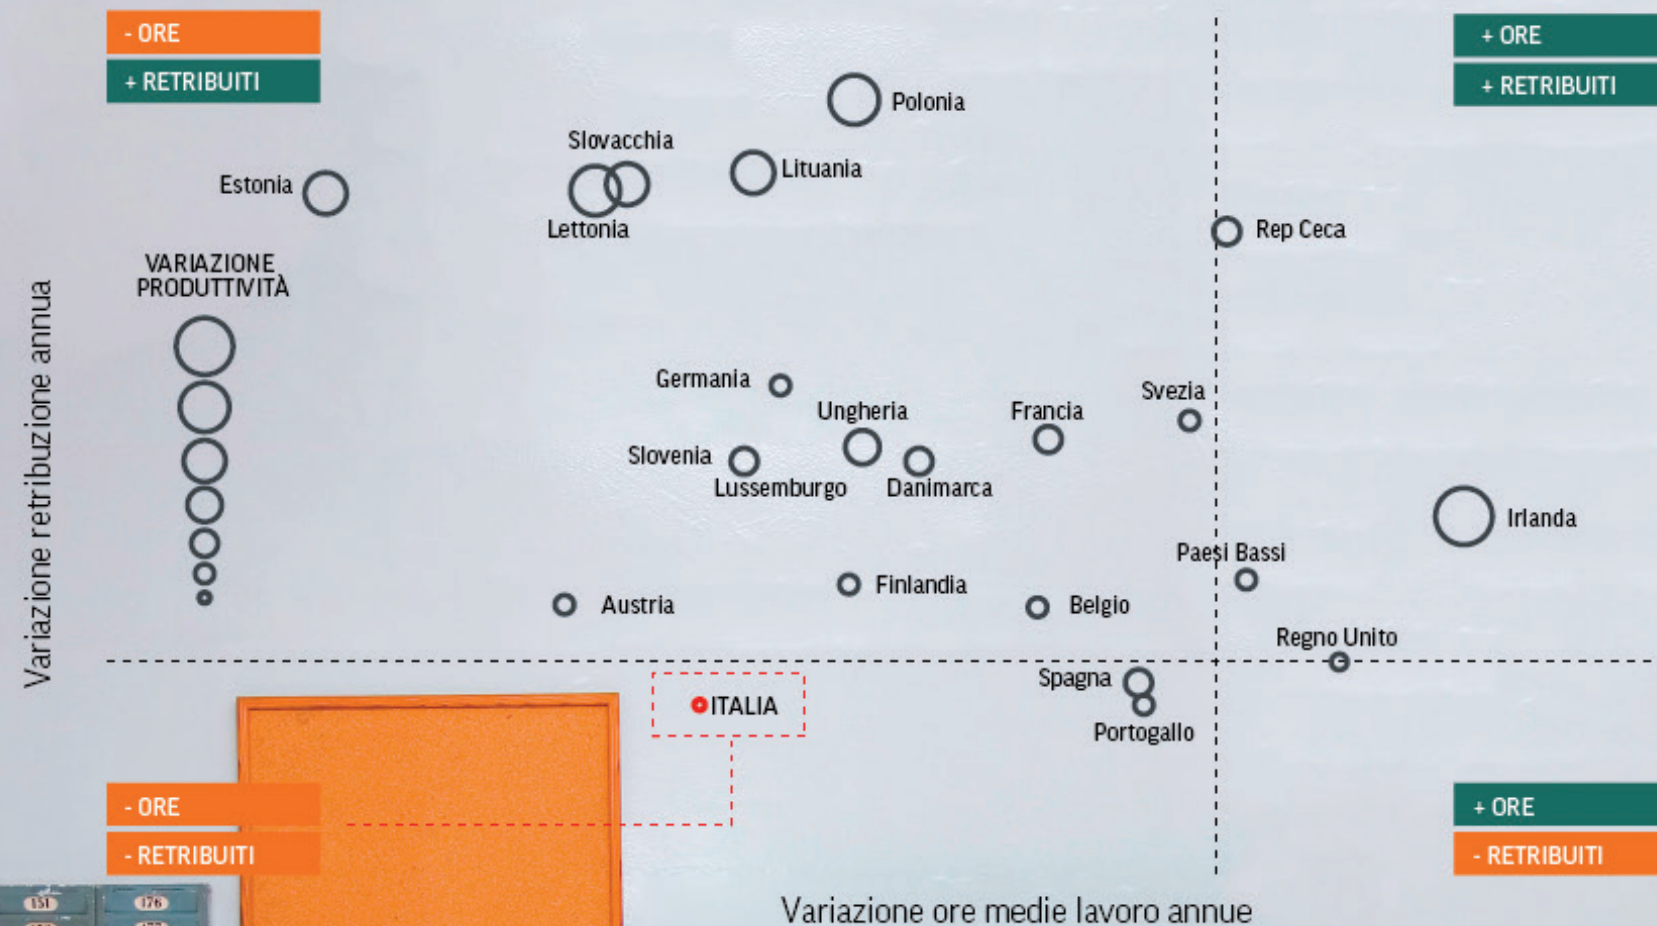 - ORE
+ RETRIBUITI
+ ORE
+ RETRIBUITI
Polonia
Slovacchia
Lituania
Estonia
Lettonia
Rep Ceca
VARIAZIONE
PRODUTTIVITÀ
Variazione retribuzione annua
Germania
Svezia
Ungheria
Francia
Slovenia
Lussemburgo
Danimarca
Irlanda
Paesi Bassi
Finlandia
Austria
Belgio
Regno Unito
Spagna
ITALIA
Portogallo
- ORE
- RETRIBUITI
+ ORE
- RETRIBUITI
151
176
Variazione ore medie lavoro annue